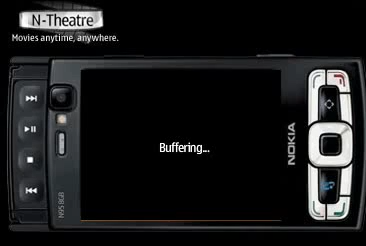 N-Theatre
Movies anytime, anywhere.
Buffering...
NOKIA
N95 8GB